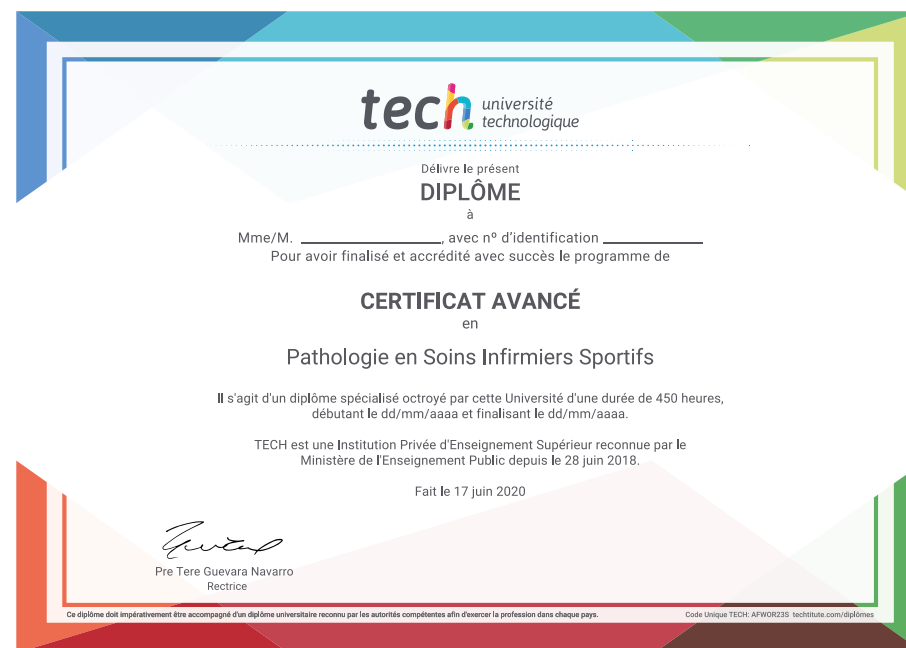 tech université
technologique
Délivre le présent
DIPLÔME
à
Mme/M. ____________________, avec nº d'identification ______________
Pour avoir finalisé et accrédité avec succès le programme de
CERTIFICAT AVANCÉ
en
Pathologie en Soins Infirmiers Sportifs
Il s'agit d'un diplôme spécialisé octroyé par cette Université d'une durée de 450 heures,
débutant le dd/mm/aaaa et finalisant le dd/mm/aaaa.
TECH est une Institution Privée d'Enseignement Supérieur reconnue par le
Ministère de l'Enseignement Public depuis le 28 juin 2018.
Fait le 17 juin 2020
Pre Tere Guevara Navarro
Rectrice
Ce diplôme doit impérativement être accompagné d'un diplôme universitaire reconnu par les autorités compétentes afin d'exercer la profession dans chaque pays.
Code Unique TECH: AFWOR23S techtitute.com/diplômes